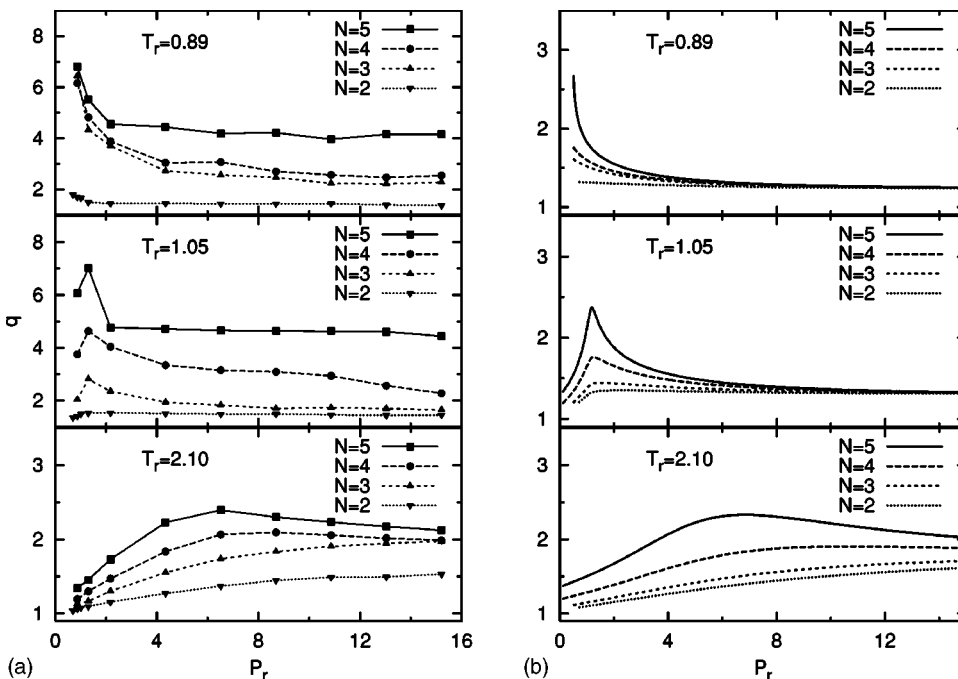 8
6
4
2
T_r=0.89
N=5
N=4
N=3
N=2
8
6
4
2
T_r=1.05
N=5
N=4
N=3
N=2
q
3
2
1
T_r=2.10
N=5
N=4
N=3
N=2
0 4 8 12 16
P_r
(a)
3
2
1
T_r=0.89
N=5
N=4
N=3
N=2
3
2
1
T_r=1.05
N=5
N=4
N=3
N=2
3
2
1
T_r=2.10
N=5
N=4
N=3
N=2
0 4 8 12
P_r
(b)